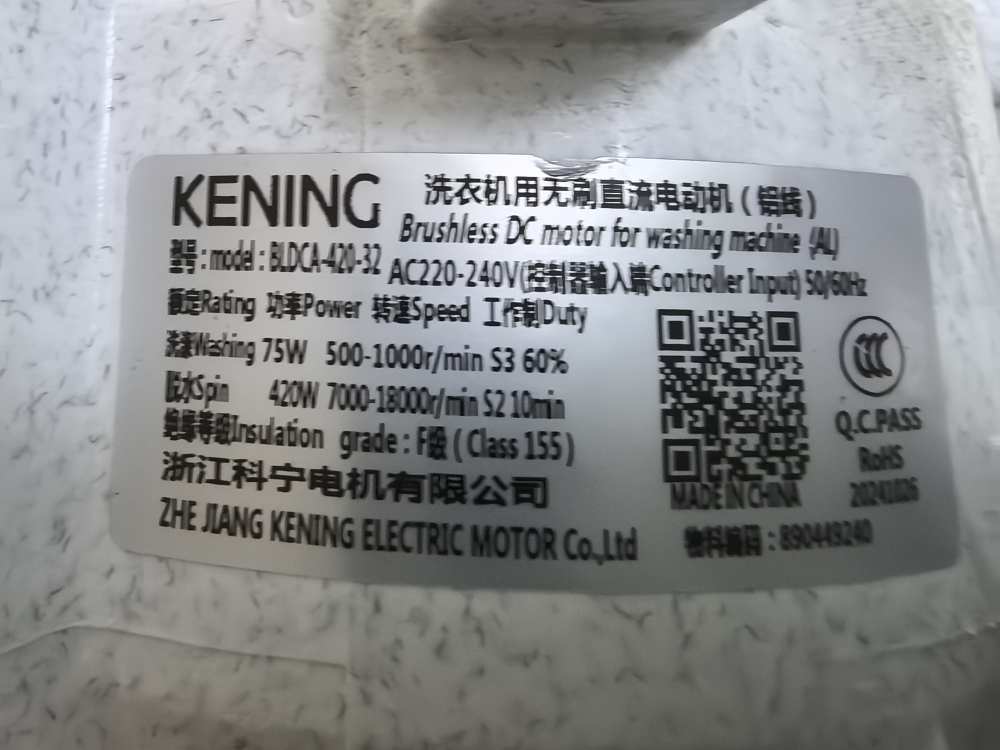 KENING
洗衣机用无刷直流电动机（铝线）
Brushless DC motor for washing machine (AL)
型号:model:BLDCA-420-32
AC220-240V(控制器输入端Controller Input) 50/60Hz
额定Rating 功率Power 转速Speed 工作制Duty
洗涤Washing 75W 500-1000r/min S3 60%
脱水Spin 420W 7000-18000r/min S2 10min
绝缘等级Insulation grade:F级 (Class 155)
浙江科宁电机有限公司
ZHE JIANG KENING ELECTRIC MOTOR Co.,Ltd
MADE IN CHINA
CCC
Q.C.PASS
RoHS
20241026
物料编码:890449240